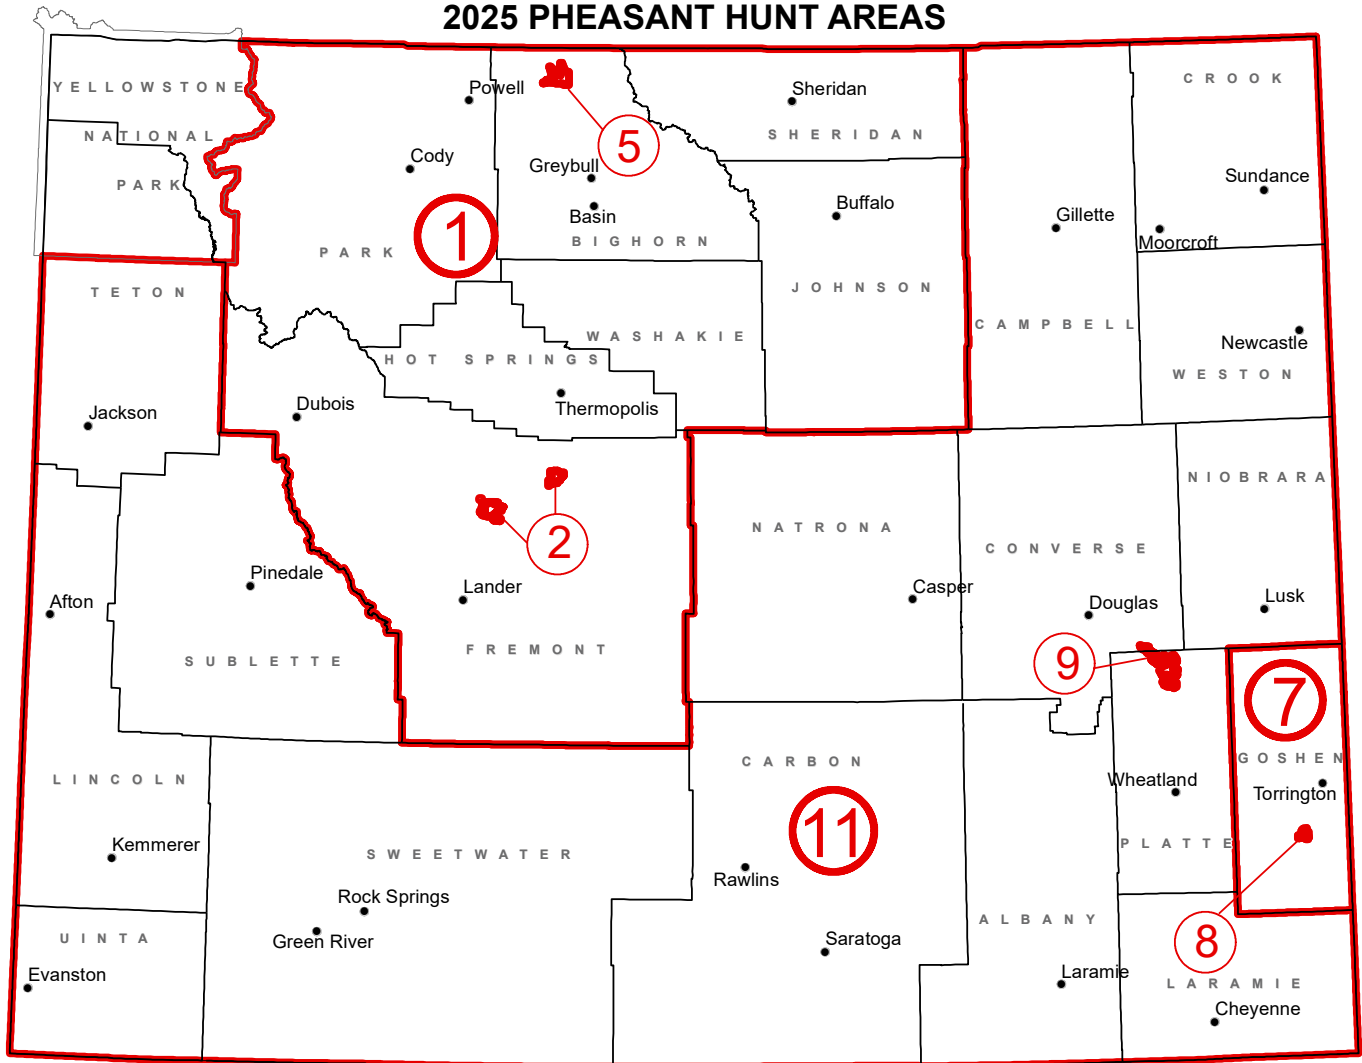 2025 PHEASANT HUNT AREAS
YELLOWSTONE
NATIONAL
PARK
CROOK
Powell
Sheridan
SHERIDAN
5
Cody
Greybull
Sundance
Basin
Buffalo
Gillette
Moorcroft
1
BIGHORN
PARK
TETON
JOHNSON
CAMPBELL
WASHAKIE
Newcastle
HOT SPRINGS
WESTON
Jackson
Dubois
Thermopolis
NIOBRARA
NATRONA
2
CONVERSE
Pinedale
Lander
Afton
Casper
Douglas
Lusk
SUBLETTE
FREMONT
9
7
CARBON
GOSHEN
LINCOLN
Wheatland
Torrington
11
Kemmerer
SWEETWATER
PLATTE
Rawlins
Rock Springs
ALBANY
UINTA
Green River
Saratoga
8
Evanston
Laramie
LARAMIE
Cheyenne